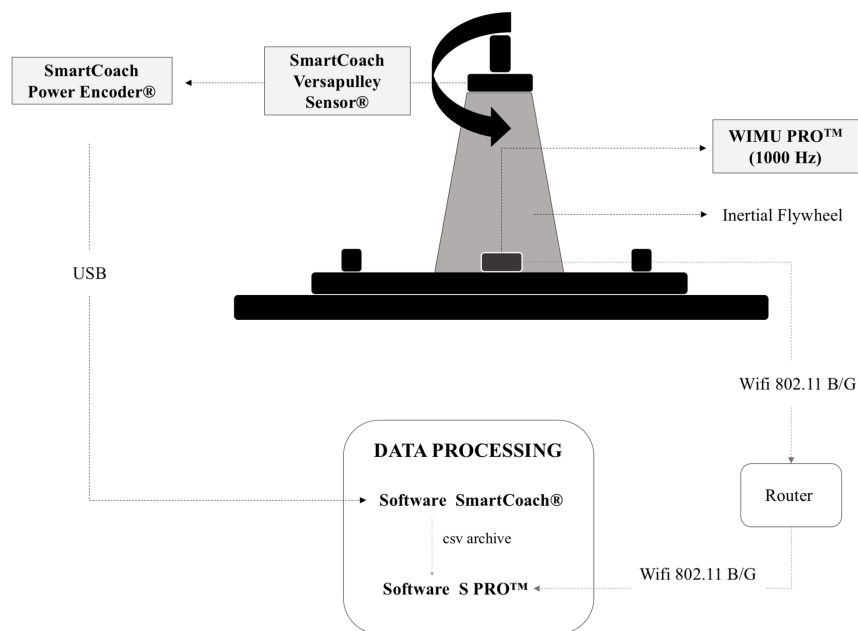 SmartCoach
Power Encoder®
SmartCoach
Versapulley
Sensor®
WIMU PRO™
(1000 Hz)
Inertial Flywheel
USB
Wifi 802.11 B/G
DATA PROCESSING
Software SmartCoach®
csv archive
Software S PRO™
Router
Wifi 802.11 B/G